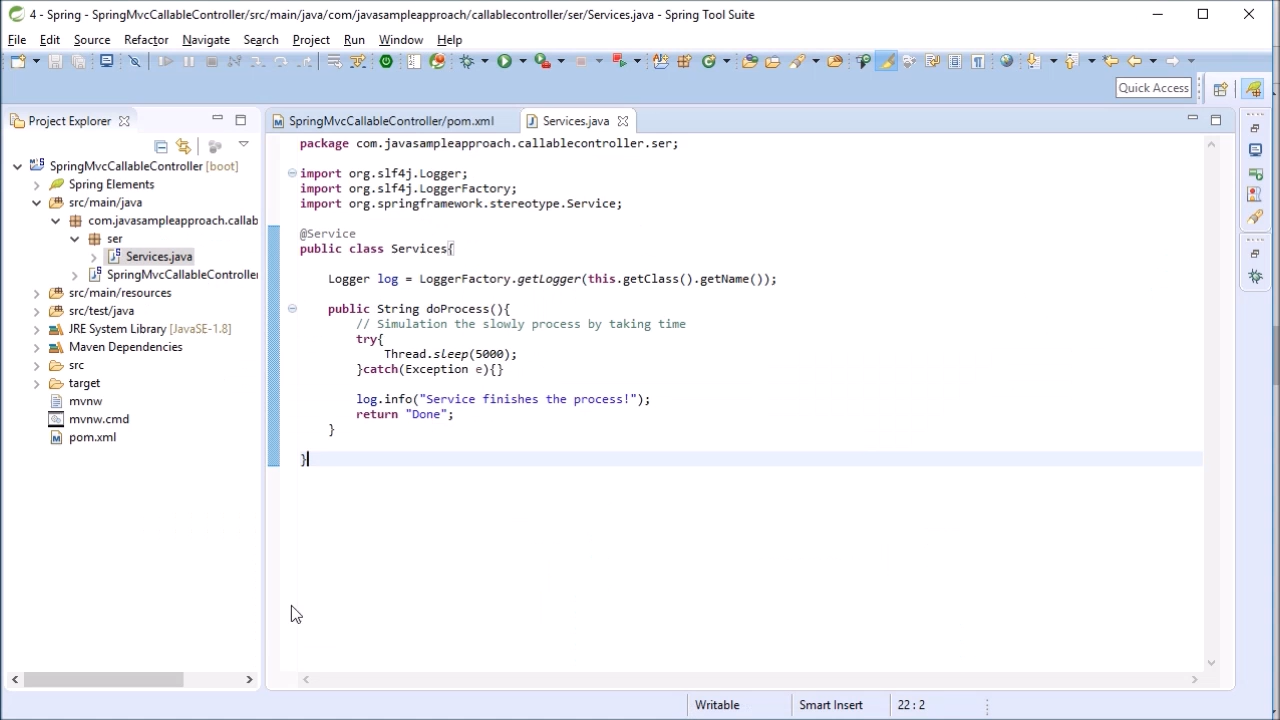 4 - Spring - SpringMvcCallableController/src/main/java/com/javasampleapproach/callablecontroller/ser/Services.java - Spring Tool Suite
File Edit Source Refactor Navigate Search Project Run Window Help
Quick Access
Project Explorer
SpringMvcCallableController [boot]
Spring Elements
src/main/java
com.javasampleapproach.callab
ser
Services.java
SpringMvcCallableController
src/main/resources
src/test/java
JRE System Library [JavaSE-1.8]
Maven Dependencies
src
target
mvnw
mvnw.cmd
pom.xml
SpringMvcCallableController/pom.xml Services.java
package com.javasampleapproach.callablecontroller.ser;
import org.slf4j.Logger;
import org.slf4j.LoggerFactory;
import org.springframework.stereotype.Service;
@Service
public class Services{
Logger log = LoggerFactory.getLogger(this.getClass().getName());
public String doProcess(){
// Simulation the slowly process by taking time
try{
Thread.sleep(5000);
}catch(Exception e){}
log.info("Service finishes the process!");
return "Done";
}
}
Writable Smart Insert 22 : 2